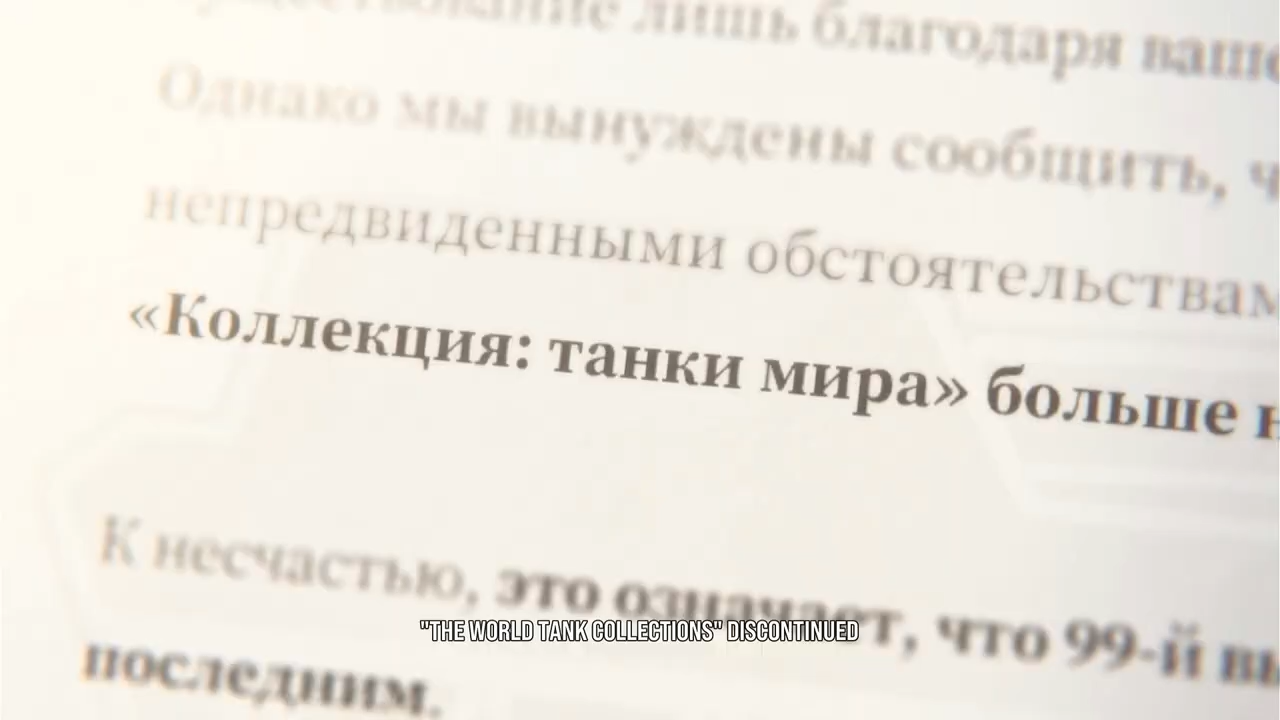 лишь благодаря ваше
Однако мы вынуждены сообщить, ч
непредвиденными обстоятельствам
«Коллекция: танки мира» больше н
К несчастью, это означает, что 99-й вы
"THE WORLD TANK COLLECTIONS" DISCONTINUED
последним.